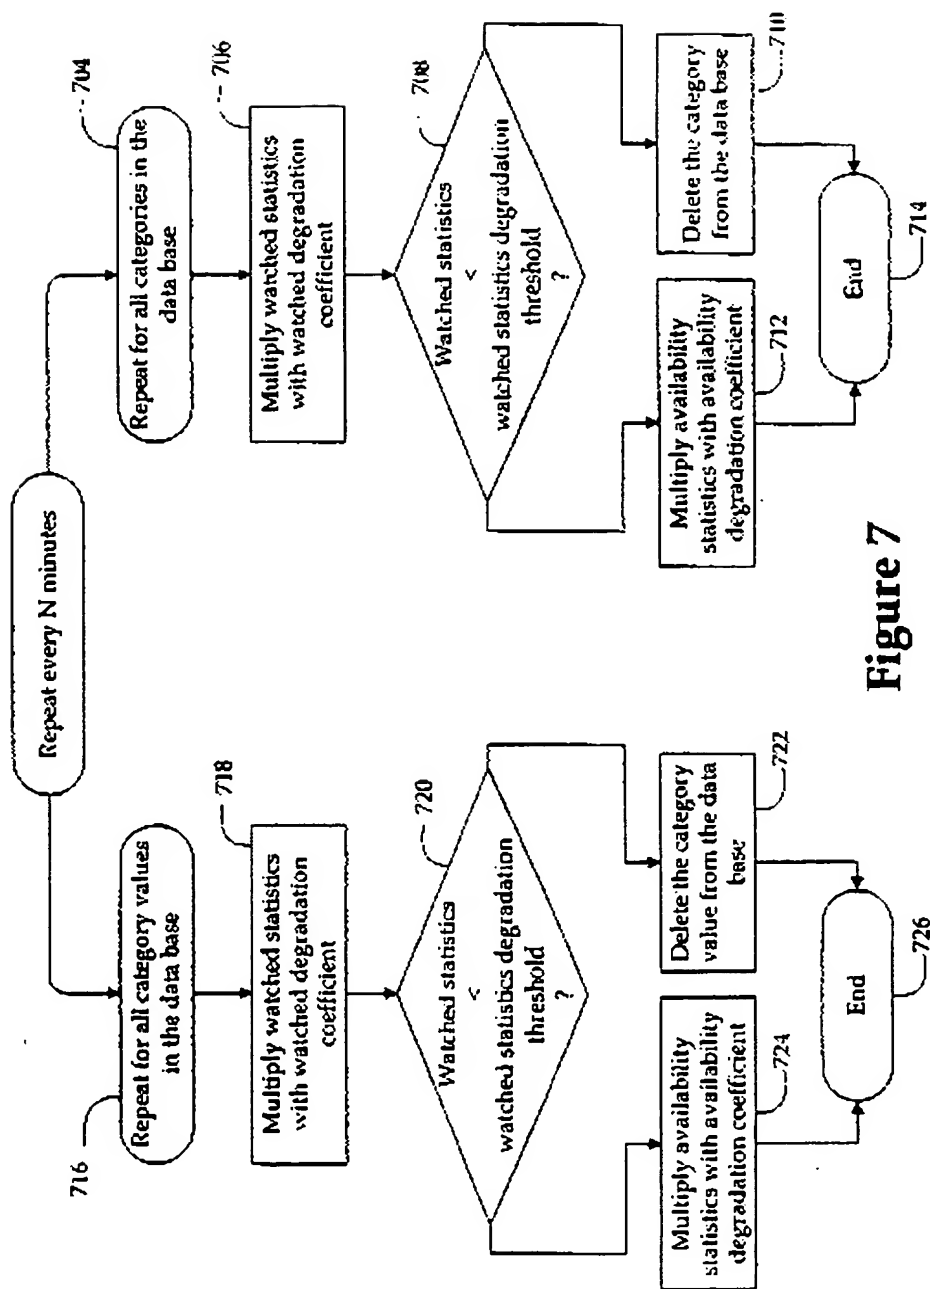 Repeat every N minutes
716
Repeat for all category values
in the data base
718
Multiply watched statistics
with watched degradation
coefficient
720
Watched statistics
<
watched statistics degradation
threshold
?
Multiply availability
statistics with availability
degradation coefficient
724
Delete the category
value from the data
base
722
End
726
704
Repeat for all categories in the
data base
706
Multiply watched statistics
with watched degradation
coefficient
708
Watched statistics
<
watched statistics degradation
threshold
?
Multiply availability
statistics with availability
degradation coefficient
712
Delete the category
from the data base
710
End
714
Figure 7